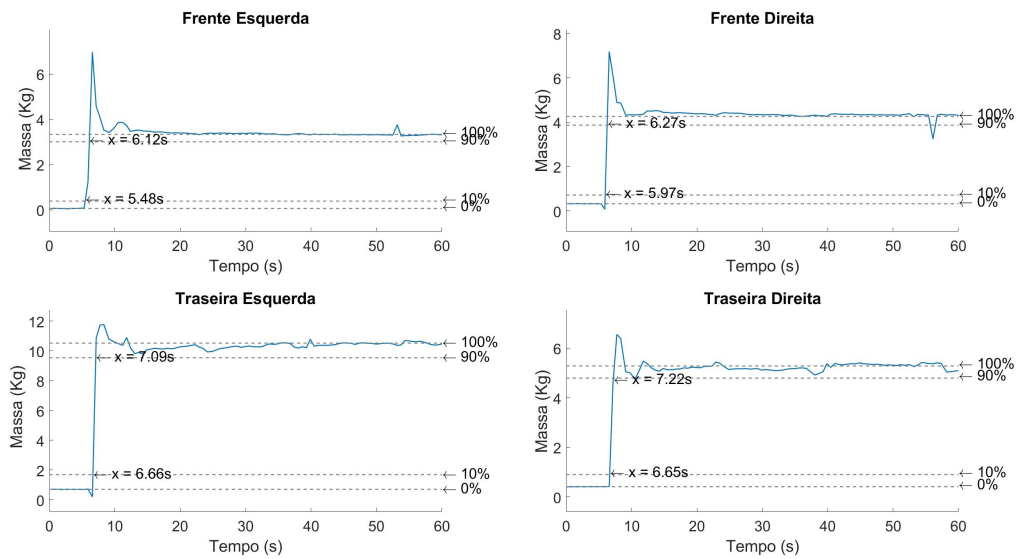 Frente Esquerda
Massa (Kg)
6
4
2
0
100%
90%
x = 6.12s
x = 5.48s
10%
0%
0 10 20 30 40 50 60
Tempo (s)
Frente Direita
Massa (Kg)
8
6
4
2
0
100%
90%
x = 6.27s
x = 5.97s
10%
0%
0 10 20 30 40 50 60
Tempo (s)
Traseira Esquerda
Massa (Kg)
12
10
8
6
4
2
0
100%
90%
x = 7.09s
x = 6.66s
10%
0%
0 10 20 30 40 50 60
Tempo (s)
Traseira Direita
Massa (Kg)
6
4
2
0
100%
90%
x = 7.22s
x = 6.65s
10%
0%
0 10 20 30 40 50 60
Tempo (s)